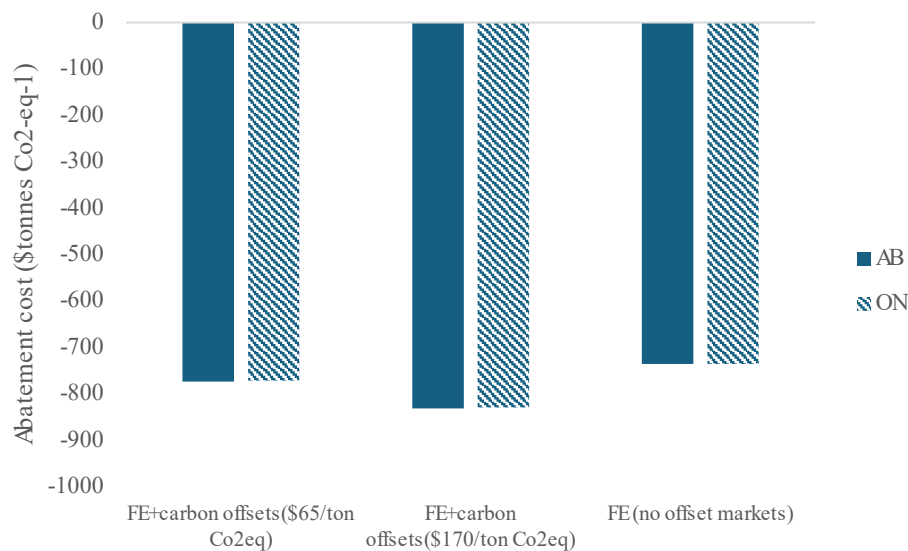 0
-100
-200
-300
-400
-500
-600
-700
-800
-900
-1000
Abatement cost ($tonnes Co2-eq-1)
FE+carbon offsets($65/ton
Co2eq)
FE+carbon
offsets($170/ton Co2eq)
FE(no offset markets)
AB
ON